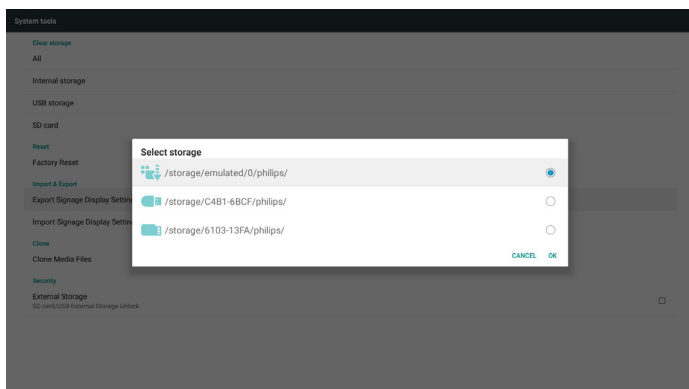 System tools
Clear storage
All
Internal storage
USB storage
SD card
Reset
Factory Reset
Import & Export
Export Signage Display Setting
Import Signage Display Settin
Clone
Clone Media Files
Security
External Storage
SD card/USB External Storage Unlock
Select storage
/storage/emulated/0/philips/
/storage/C4B1-6BCF/philips/
/storage/6103-13FA/philips/
CANCEL OK